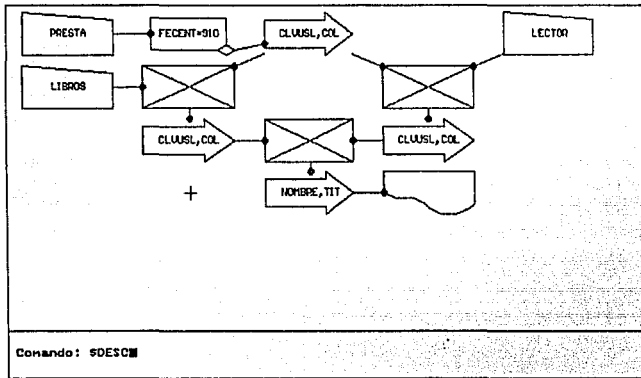 PRESTA
FECENT=910
CLVUSL,COL
LECTOR
LIBROS
CLVUSL,COL
CLVUSL,COL
NOMBRE,TIT
Comando: $DESC